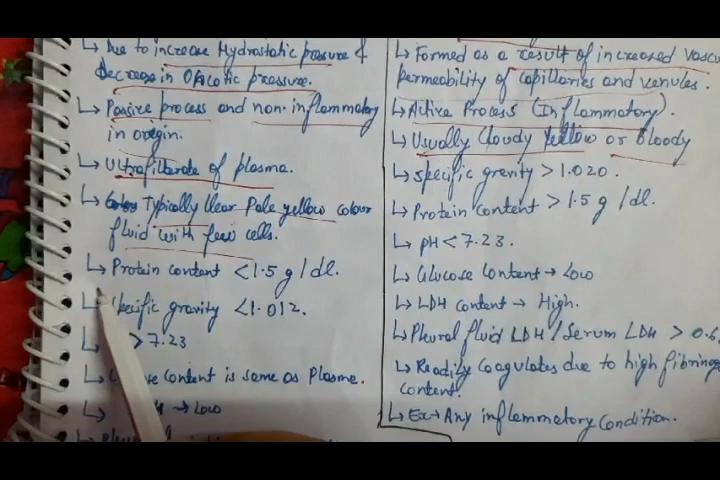 ↳ Due to increase Hydrostatic pressure &
decrease in Oncotic pressure.
↳ Passive process and non-inflammatory
in origin.
↳ Ultrafiltrate of plasma.
↳ Typically clear Pale yellow colour
fluid with few cells.
↳ Protein content < 1.5 g/dl.
↳ Specific gravity < 1.012.
↳ > 7.23
↳ content is same as Plasma.
↳ H → Low
↳ Formed as a result of increased vascu
permeability of capillaries and venules.
↳ Active Process (Inflammatory).
↳ Usually Cloudy Yellow or Bloody
↳ Specific gravity > 1.020.
↳ Protein content > 1.5 g/dl.
↳ pH < 7.23.
↳ Glucose Content → Low
↳ LDH content → High.
↳ Pleural fluid LDH / Serum LDH > 0.6
↳ Readily Coagulates due to high fibrino
content.
↳ Ex → Any inflammatory Condition.